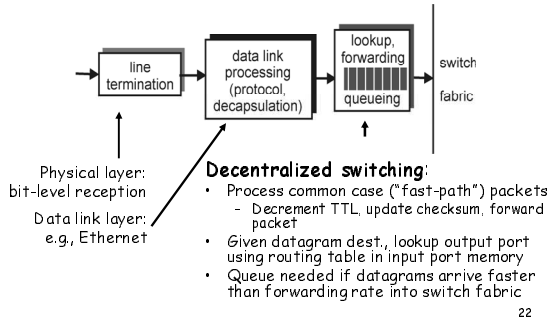 line
termination
data link
processing
(protocol,
decapsulation)
lookup,
forwarding
queueing
switch
fabric
Physical layer:
bit-level reception
Data link layer:
e.g., Ethernet
Decentralized switching:
• Process common case (“fast-path”) packets
– Decrement TTL, update checksum, forward
packet
• Given datagram dest., lookup output port
using routing table in input port memory
• Queue needed if datagrams arrive faster
than forwarding rate into switch fabric
22